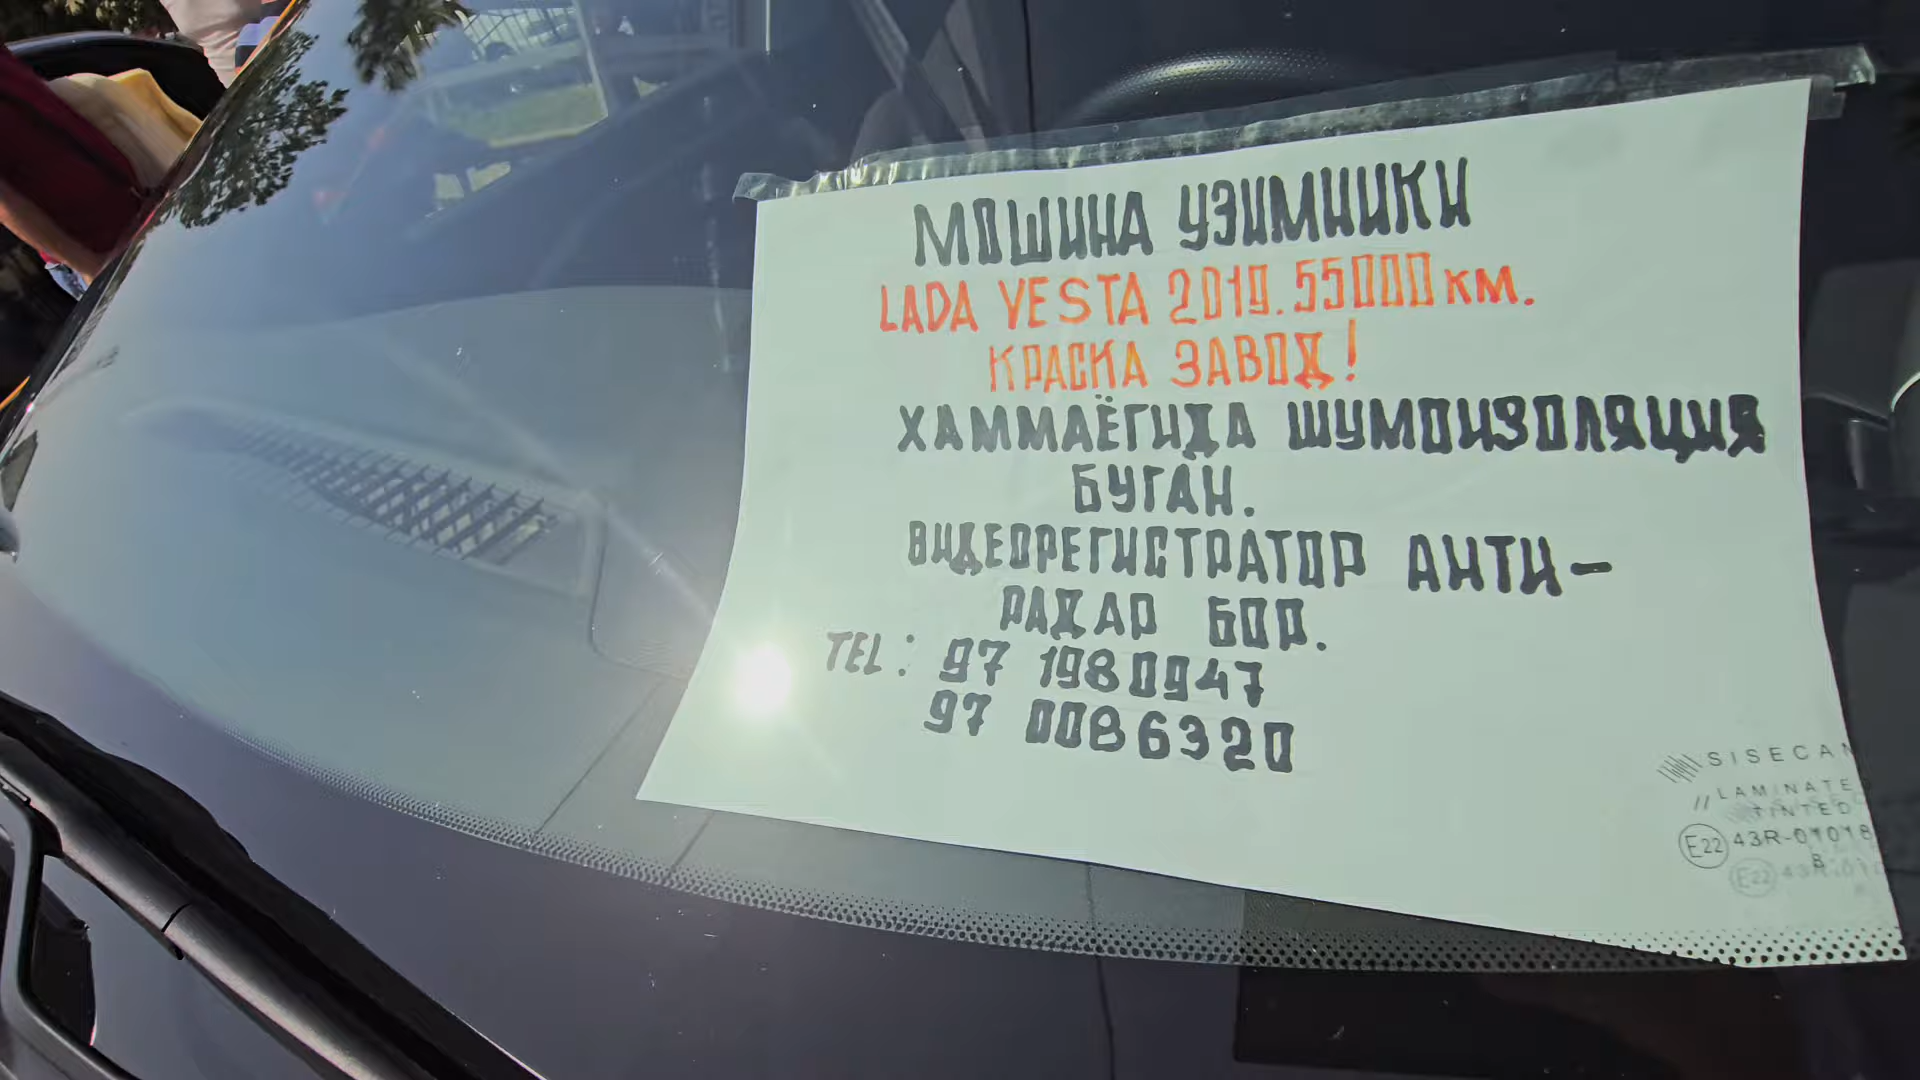 МОШИНА УЗИМНИКИ
LADA VESTA 2019. 55000 КМ.
КРАСКА ЗАВОД!
ХАММАЁГИДА ШУМОИЗОЛЯЦИЯ
БУГАН.
ВИДЕОРЕГИСТРАТОР АНТИ-
РАДАР БОР.
TEL: 97 1980947
97 0086320
SISECAM
// LAMINATED
TINTED
E22 43R-01018